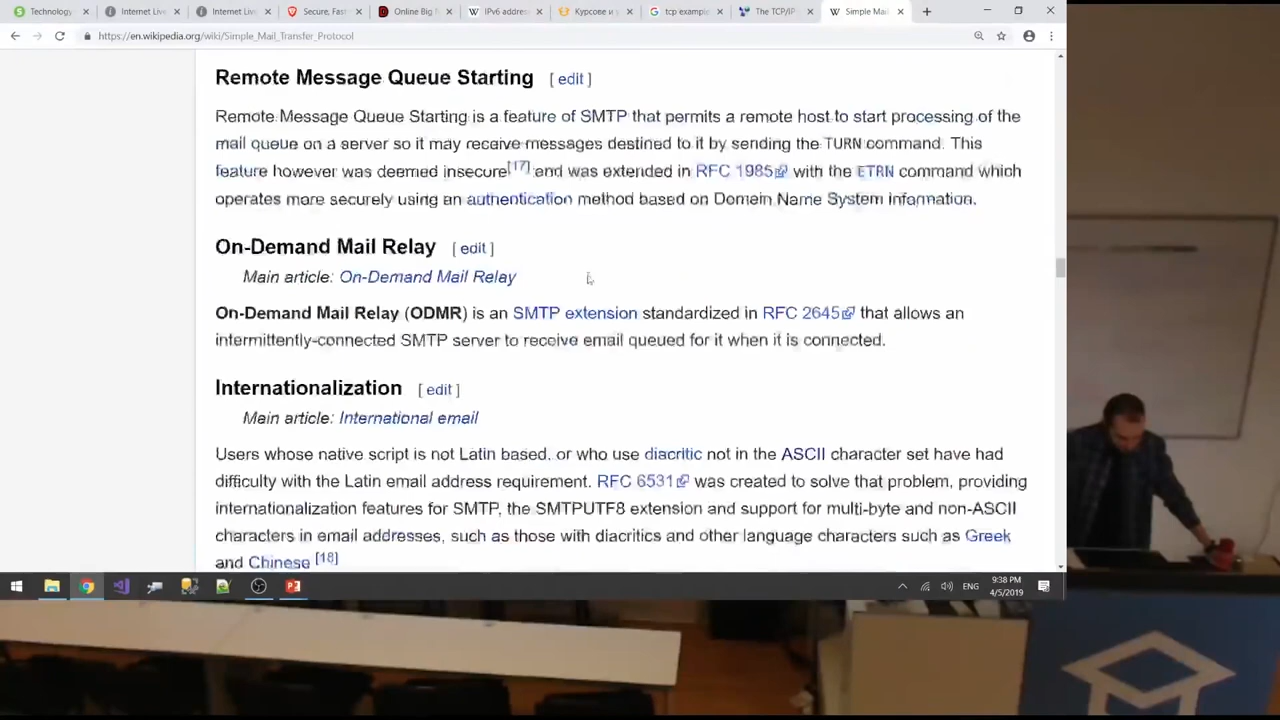 Technology
Internet Live
Internet Live
Secure, Fast
Online Big
IPv6 address
Курсове и
tcp example
The TCP/IP
Simple Mai
https://en.wikipedia.org/wiki/Simple_Mail_Transfer_Protocol
Remote Message Queue Starting [ edit ]
Remote Message Queue Starting is a feature of SMTP that permits a remote host to start processing of the
mail queue on a server so it may receive messages destined to it by sending the TURN command. This
feature however was deemed insecure[17] and was extended in RFC 1985 with the ETRN command which
operates more securely using an authentication method based on Domain Name System information.
On-Demand Mail Relay [ edit ]
Main article: On-Demand Mail Relay
On-Demand Mail Relay (ODMR) is an SMTP extension standardized in RFC 2645 that allows an
intermittently-connected SMTP server to receive email queued for it when it is connected.
Internationalization [ edit ]
Main article: International email
Users whose native script is not Latin based, or who use diacritic not in the ASCII character set have had
difficulty with the Latin email address requirement. RFC 6531 was created to solve that problem, providing
internationalization features for SMTP, the SMTPUTF8 extension and support for multi-byte and non-ASCII
characters in email addresses, such as those with diacritics and other language characters such as Greek
and Chinese [18]
ENG
9:38 PM
4/5/2019